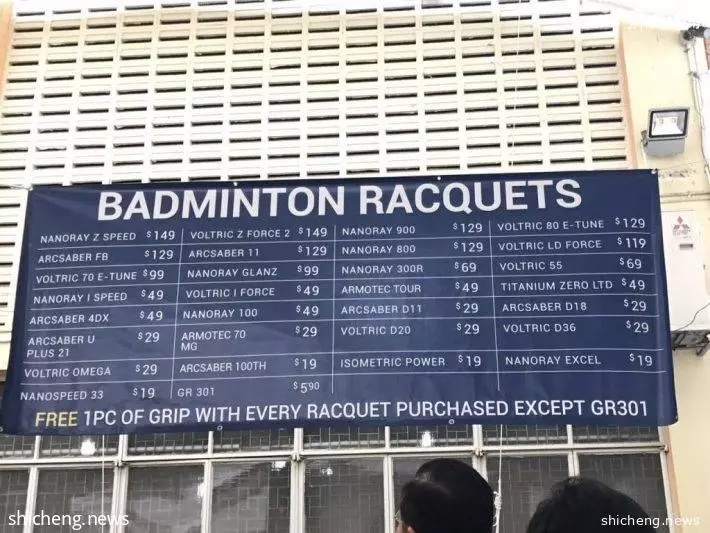 BADMINTON RACQUETS
NANORAY Z SPEED $149 VOLTRIC Z FORCE 2 $149 NANORAY 900 $129 VOLTRIC 80 E-TUNE $129
ARCSABER FB $129 ARCSABER 11 $129 NANORAY 800 $129 VOLTRIC LD FORCE $119
VOLTRIC 70 E-TUNE $99 NANORAY GLANZ $99 NANORAY 300R $69 VOLTRIC 55 $69
NANORAY I SPEED $49 VOLTRIC I FORCE $49 ARMOTEC TOUR $49 TITANIUM ZERO LTD $49
ARCSABER 4DX $49 NANORAY 100 $49 ARCSABER D11 $29 ARCSABER D18 $29
ARCSABER U PLUS 21 $29 ARMOTEC 70 MG $29 VOLTRIC D20 $29 VOLTRIC D36 $29
VOLTRIC OMEGA $29 ARCSABER 100TH $19 ISOMETRIC POWER $19 NANORAY EXCEL $19
NANOSPEED 33 $19 GR 301 $5.90
FREE 1PC OF GRIP WITH EVERY RACQUET PURCHASED EXCEPT GR301
shicheng.news
shicheng.news